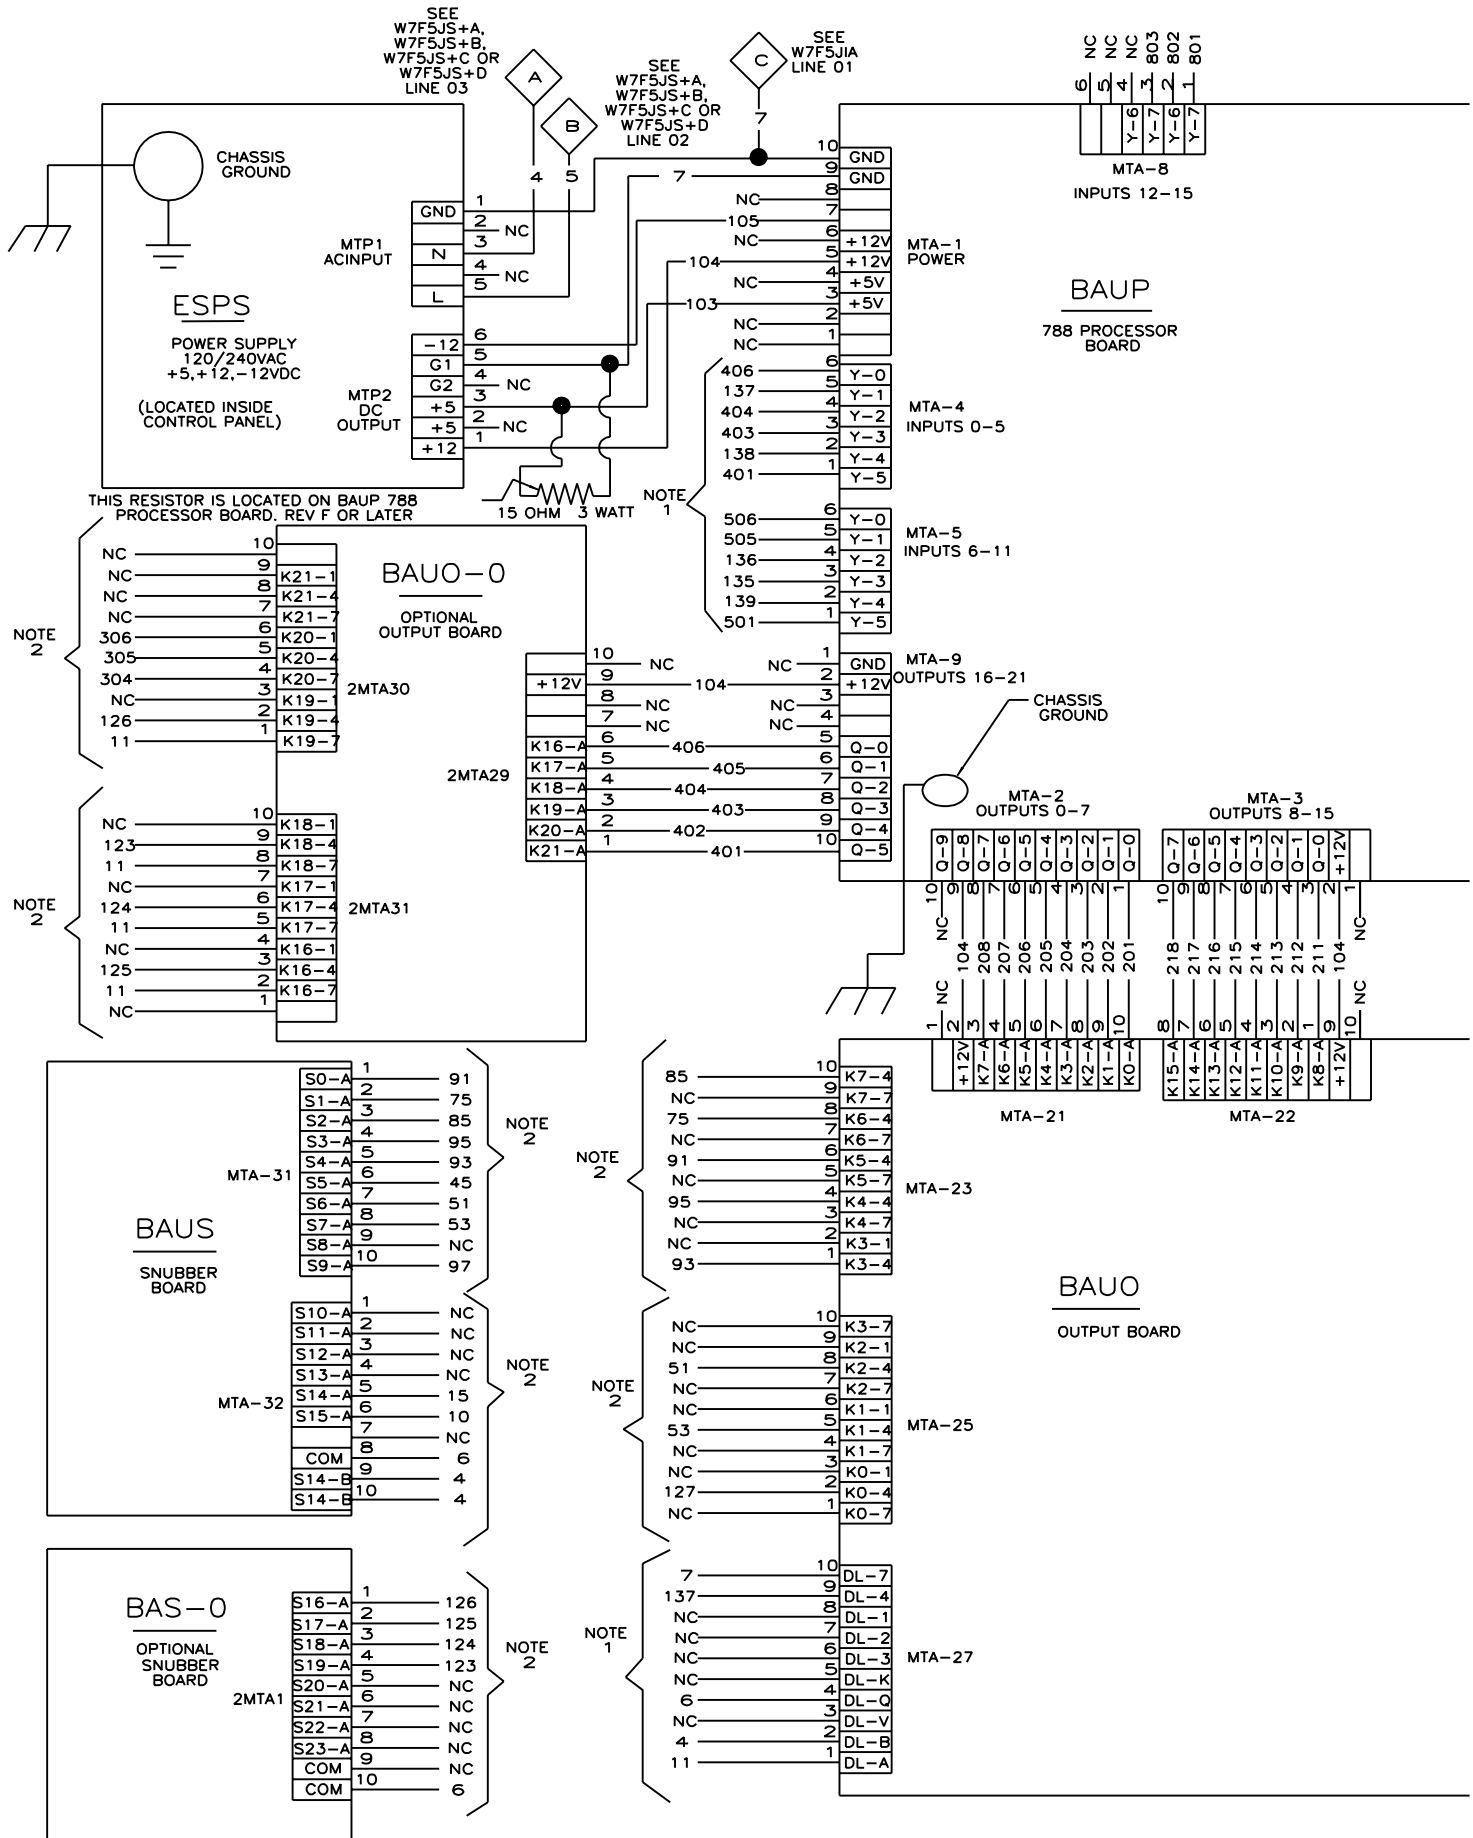 SEE
W7F5JS+A,
W7F5JS+B,
W7F5JS+C OR
W7F5JS+D
LINE 03
A
B
SEE
W7F5JS+A,
W7F5JS+B,
W7F5JS+C OR
W7F5JS+D
LINE 02
C
SEE
W7F5JIA
LINE 01
7
4
5
7
105
104
103
CHASSIS
GROUND
ESPS
POWER SUPPLY
120/240VAC
+5,+12,-12VDC
(LOCATED INSIDE
CONTROL PANEL)
MTP1
ACINPUT
GND 1
2 NC
N 3
4 NC
L 5
MTP2
DC
OUTPUT
-12 6
G1 5
G2 4 NC
+5 3
+5 2 NC
+12 1
15 OHM 3 WATT
THIS RESISTOR IS LOCATED ON BAUP 788
PROCESSOR BOARD. REV F OR LATER
6 NC
5 NC
4 NC Y-6
3 803 Y-7
2 802 Y-6
1 801 Y-7
MTA-8
INPUTS 12-15
BAUP
788 PROCESSOR
BOARD
10 GND
9 GND
NC 8
7
NC 6 +12V
5 +12V
NC 4 +5V
3 +5V
NC 2
NC 1
MTA-1
POWER
NOTE
1
406 6 Y-0
137 5 Y-1
404 4 Y-2
403 3 Y-3
138 2 Y-4
401 1 Y-5
MTA-4
INPUTS 0-5
506 6 Y-0
505 5 Y-1
136 4 Y-2
135 3 Y-3
139 2 Y-4
501 1 Y-5
MTA-5
INPUTS 6-11
MTA-9
OUTPUTS 16-21
BAUO-0
OPTIONAL
OUTPUT BOARD
NOTE
2
NC 10
NC 9 K21-1
NC 8 K21-4
NC 7 K21-7
306 6 K20-1
305 5 K20-4
304 4 K20-7
NC 3 K19-1
126 2 K19-4
11 1 K19-7
2MTA30
NOTE
2
NC 10 K18-1
123 9 K18-4
11 8 K18-7
NC 7 K17-1
124 6 K17-4
11 5 K17-7
NC 4 K16-1
125 3 K16-4
11 2 K16-7
NC 1
2MTA31
2MTA29
10 NC NC 1 GND
+12V 9 104 2 +12V
8 NC NC 3
7 NC NC 4
K16-A 6 406 5 Q-0
K17-A 5 405 6 Q-1
K18-A 4 404 7 Q-2
K19-A 3 403 8 Q-3
K20-A 2 402 9 Q-4
K21-A 1 401 10 Q-5
CHASSIS
GROUND
MTA-2
OUTPUTS 0-7
Q-9 10 NC NC 1
Q-8 9 104 2 +12V
Q-7 8 208 3 K7-A
Q-6 7 207 4 K6-A
Q-5 6 206 5 K5-A
Q-4 5 205 6 K4-A
Q-3 4 204 7 K3-A
Q-2 3 203 8 K2-A
Q-1 2 202 9 K1-A
Q-0 1 201 10 K0-A
MTA-21
MTA-3
OUTPUTS 8-15
Q-7 10 218 8 K15-A
Q-6 9 217 7 K14-A
Q-5 8 216 6 K13-A
Q-4 7 215 5 K12-A
Q-3 6 214 4 K11-A
Q-2 5 213 3 K10-A
Q-1 4 212 2 K9-A
Q-0 3 211 1 K8-A
+12V 2 104 9 +12V
1 NC NC 10
MTA-22
BAUS
SNUBBER
BOARD
MTA-31
S0-A 1 91
S1-A 2 75
S2-A 3 85
S3-A 4 95
S4-A 5 93
S5-A 6 45
S6-A 7 51
S7-A 8 53
S8-A 9 NC
S9-A 10 97
NOTE
2
MTA-32
S10-A 1 NC
S11-A 2 NC
S12-A 3 NC
S13-A 4 NC
S14-A 5 15
S15-A 6 10
7 NC
COM 8 6
S14-B 9 4
S14-B 10 4
NOTE
2
BAS-0
OPTIONAL
SNUBBER
BOARD
2MTA1
S16-A 1 126
S17-A 2 125
S18-A 3 124
S19-A 4 123
S20-A 5 NC
S21-A 6 NC
S22-A 7 NC
S23-A 8 NC
COM 9 NC
COM 10 6
NOTE
2
BAUO
OUTPUT BOARD
NOTE
2
85 10 K7-4
NC 9 K7-7
75 8 K6-4
NC 7 K6-7
91 6 K5-4
NC 5 K5-7
95 4 K4-4
NC 3 K4-7
NC 2 K3-1
93 1 K3-4
MTA-23
NOTE
2
NC 10 K3-7
NC 9 K2-1
51 8 K2-4
NC 7 K2-7
NC 6 K1-1
53 5 K1-4
NC 4 K1-7
NC 3 K0-1
127 2 K0-4
NC 1 K0-7
MTA-25
NOTE
1
7 10 DL-7
137 9 DL-4
NC 8 DL-1
NC 7 DL-2
NC 6 DL-3
NC 5 DL-K
6 4 DL-Q
NC 3 DL-V
4 2 DL-B
11 1 DL-A
MTA-27